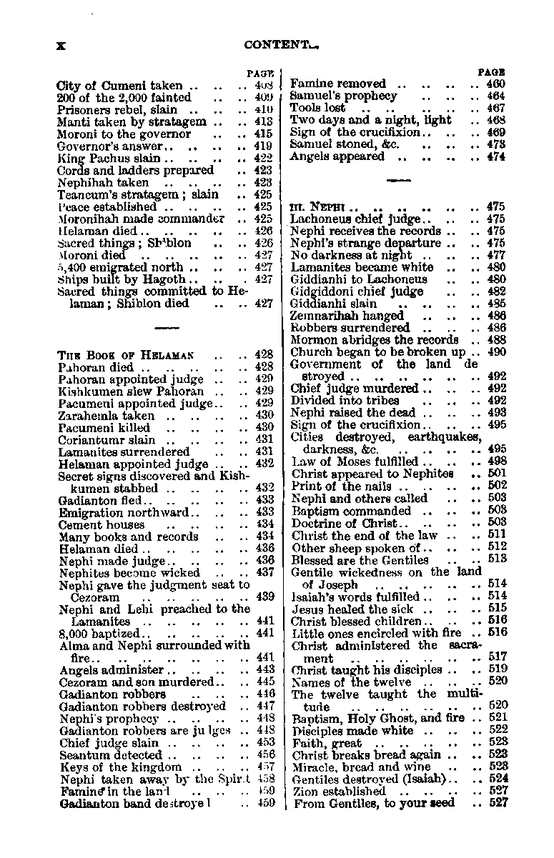 X
CONTENT
PAGE
City of Cumeni taken .. .. .. 408
200 of the 2,000 fainted .. .. 409
Prisoners rebel, slain .. .. .. 410
Manti taken by stratagem .. .. 413
Moroni to the governor .. .. 415
Governor's answer.. .. .. .. 419
King Pachus slain .. .. .. .. 422
Cords and ladders prepared .. 423
Nephihah taken .. .. .. .. 423
Teancum's stratagem ; slain .. 425
Peace established .. .. .. .. 425
Moronihah made commander .. 425
Helaman died .. .. .. .. .. 426
Sacred things ; Shiblon .. .. 426
Moroni died .. .. .. .. .. 427
5,400 emigrated north .. .. .. 427
Ships built by Hagoth .. .. . 427
Sacred things committed to He-
laman ; Shiblon died .. .. 427
THE BOOK OF HELAMAN .. .. 428
Pahoran died .. .. .. .. .. 428
Pahoran appointed judge .. .. 429
Kishkumen slew Pahoran .. .. 429
Pacumeni appointed judge.. .. 429
Zarahemla taken .. .. .. .. 430
Pacumeni killed .. .. .. .. 430
Coriantumr slain .. .. .. .. 431
Lamanites surrendered .. .. 431
Helaman appointed judge .. .. 432
Secret signs discovered and Kish-
kumen stabbed .. .. .. .. 432
Gadianton fled.. .. .. .. .. 433
Emigration northward.. .. .. 433
Cement houses .. .. .. .. 434
Many books and records .. .. 434
Helaman died .. .. .. .. .. 436
Nephi made judge.. .. .. .. 436
Nephites become wicked .. .. 437
Nephi gave the judgment seat to
Cezoram .. .. .. .. .. 439
Nephi and Lehi preached to the
Lamanites .. .. .. .. .. 441
8,000 baptized.. .. .. .. .. 441
Alma and Nephi surrounded with
fire.. .. .. .. .. .. .. 441
Angels administer .. .. .. .. 443
Cezoram and son murdered.. .. 445
Gadianton robbers .. .. .. 446
Gadianton robbers destroyed .. 447
Nephi's prophecy .. .. .. .. 448
Gadianton robbers are judges .. 448
Chief judge slain .. .. .. .. 453
Seantum detected .. .. .. .. 456
Keys of the kingdom .. .. .. 457
Nephi taken away by the Spirit 458
Famine in the land .. .. .. 459
Gadianton band destroyed .. 459
PAGE
Famine removed .. .. .. .. 460
Samuel's prophecy .. .. .. 464
Tools lost .. .. .. .. .. 467
Two days and a night, light .. 468
Sign of the crucifixion.. .. .. 469
Samuel stoned, &c. .. .. .. 473
Angels appeared .. .. .. .. 474
III. NEPHI .. .. .. .. .. .. 475
Lachoneus chief judge.. .. .. 475
Nephi receives the records .. .. 475
Nephi's strange departure .. .. 475
No darkness at night .. .. .. 477
Lamanites became white .. .. 480
Giddianhi to Lachoneus .. .. 480
Gidgiddoni chief judge .. .. 482
Giddianhi slain .. .. .. .. 485
Zemnarihah hanged .. .. .. 486
Robbers surrendered .. .. .. 486
Mormon abridges the records .. 488
Church began to be broken up .. 490
Government of the land de
stroyed .. .. .. .. .. .. 492
Chief judge murdered .. .. .. 492
Divided into tribes .. .. .. 492
Nephi raised the dead .. .. .. 493
Sign of the crucifixion.. .. .. 495
Cities destroyed, earthquakes,
darkness, &c. .. .. .. .. 495
Law of Moses fulfilled .. .. .. 498
Christ appeared to Nephites .. 501
Print of the nails .. .. .. .. 502
Nephi and others called .. .. 503
Baptism commanded .. .. .. 503
Doctrine of Christ.. .. .. .. 503
Christ the end of the law .. .. 511
Other sheep spoken of .. .. .. 512
Blessed are the Gentiles .. .. 513
Gentile wickedness on the land
of Joseph .. .. .. .. .. 514
Isaiah's words fulfilled .. .. .. 514
Jesus healed the sick .. .. .. 515
Christ blessed children .. .. .. 516
Little ones encircled with fire .. 516
Christ administered the sacra-
ment .. .. .. .. .. .. 517
Christ taught his disciples .. .. 519
Names of the twelve .. .. .. 520
The twelve taught the multi-
tude .. .. .. .. .. .. 520
Baptism, Holy Ghost, and fire .. 521
Disciples made white .. .. .. 522
Faith, great .. .. .. .. .. 523
Christ breaks bread again .. .. 523
Miracle, bread and wine .. .. 523
Gentiles destroyed (Isaiah) .. .. 524
Zion established .. .. .. .. 527
From Gentiles, to your seed .. 527